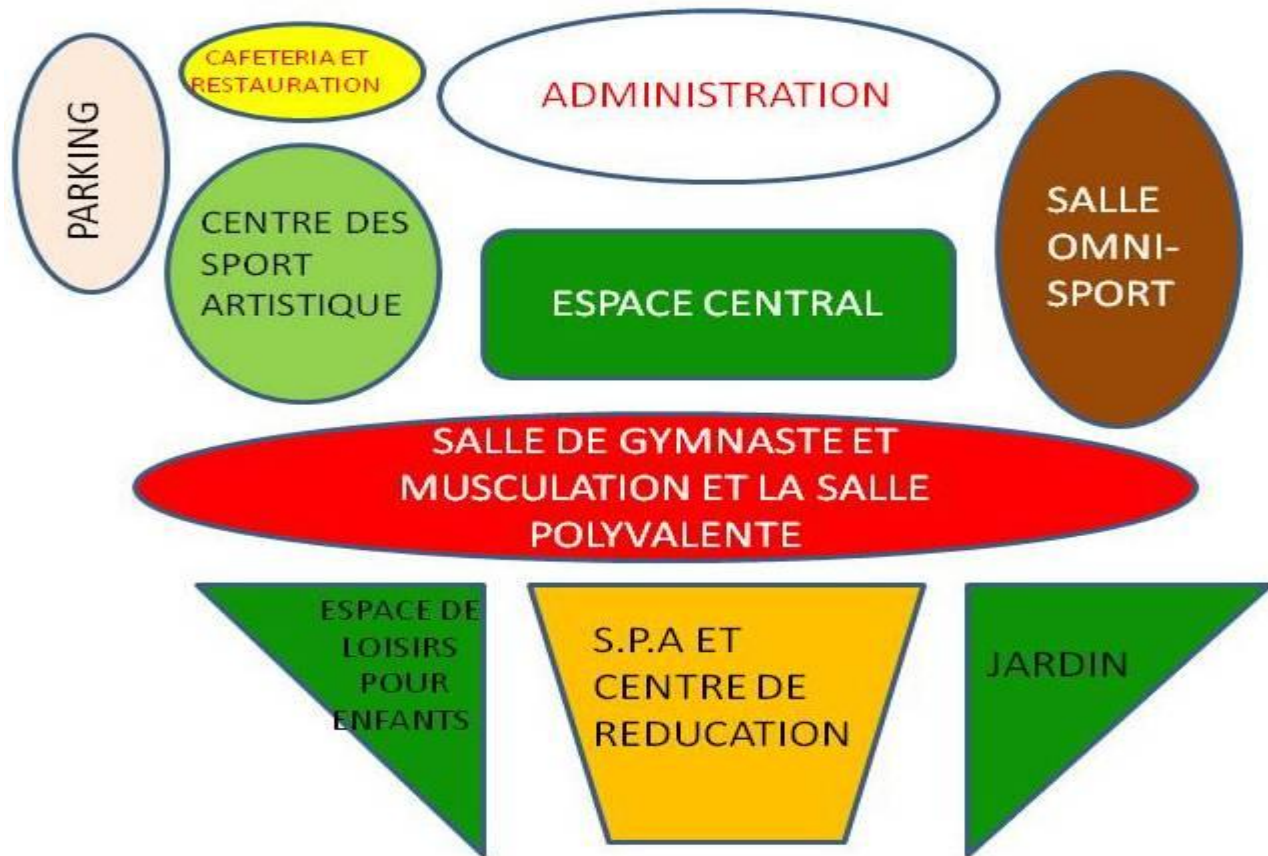 PARKING
CAFETERIA ET
RESTAURATION
ADMINISTRATION
CENTRE DES
SPORT
ARTISTIQUE
ESPACE CENTRAL
SALLE
OMNI-
SPORT
SALLE DE GYMNASTE ET
MUSCULATION ET LA SALLE
POLYVALENTE
ESPACE DE
LOISIRS
POUR
ENFANTS
S.P.A ET
CENTRE DE
REDUCATION
JARDIN